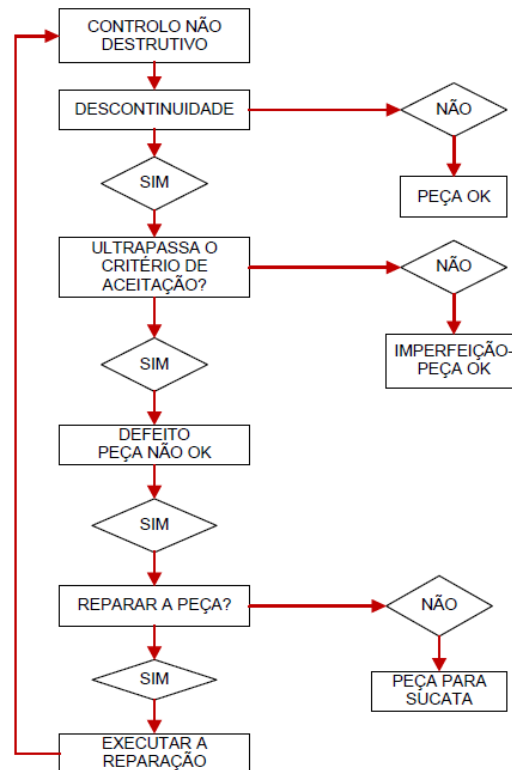 CONTROLO NÃO
DESTRUTIVO
DESCONTINUIDADE
NÃO
SIM
PEÇA OK
ULTRAPASSA O
CRITÉRIO DE
ACEITAÇÃO?
NÃO
SIM
IMPERFEIÇÃO-
PEÇA OK
DEFEITO
PEÇA NÃO OK
SIM
REPARAR A PEÇA?
NÃO
SIM
PEÇA PARA
SUCATA
EXECUTAR A
REPARAÇÃO